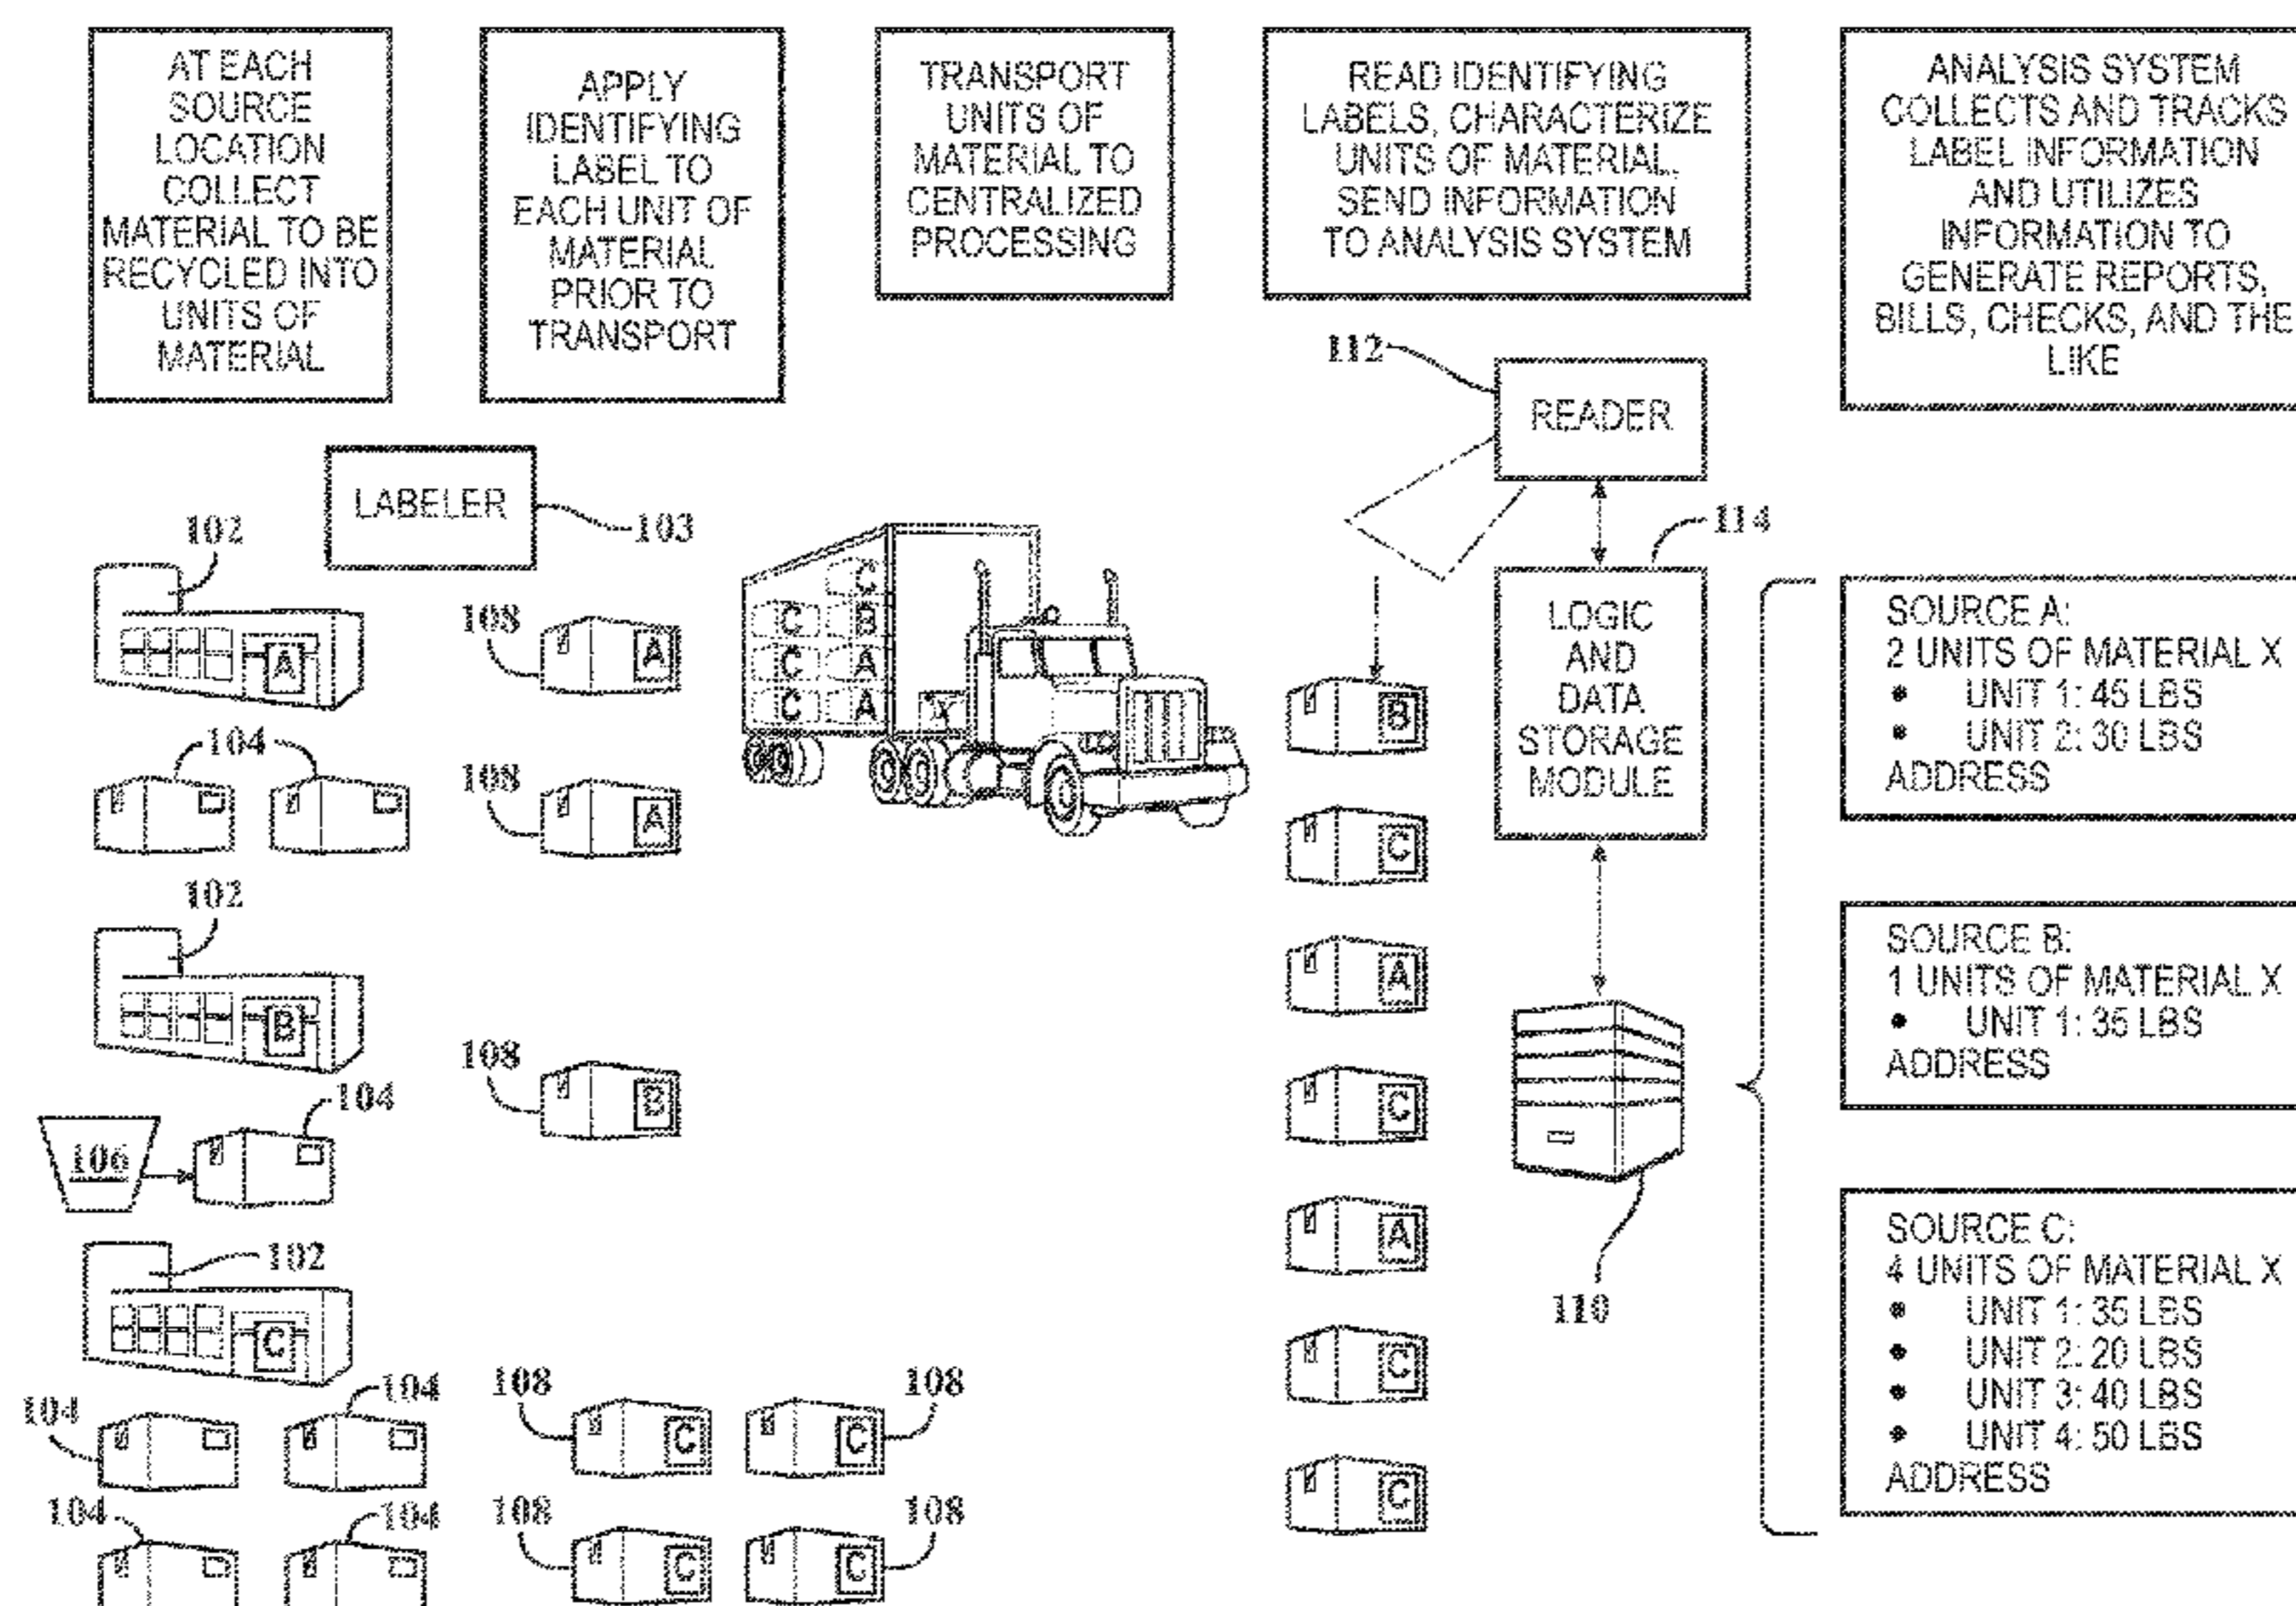 AT EACH
SOURCE
LOCATION
COLLECT
MATERIAL TO BE
RECYCLED INTO
UNITS OF
MATERIAL
APPLY
IDENTIFYING
LABEL TO
EACH UNIT OF
MATERIAL
PRIOR TO
TRANSPORT
TRANSPORT
UNITS OF
MATERIAL TO
CENTRALIZED
PROCESSING
READ IDENTIFYING
LABELS, CHARACTERIZE
UNITS OF MATERIAL,
SEND INFORMATION
TO ANALYSIS SYSTEM
ANALYSIS SYSTEM
COLLECTS AND TRACKS
LABEL INFORMATION
AND UTILIZES
INFORMATION TO
GENERATE REPORTS,
BILLS, CHECKS, AND THE
LIKE
LABELER
103
102
A
104
102
B
104
106
102
C
104
104
104
104
108
A
108
A
108
B
108
C
C
108
108
C
C
108
C
C B
C A
C A
112
READER
114
LOGIC
AND
DATA
STORAGE
MODULE
110
B
C
A
C
A
C
C
SOURCE A:
2 UNITS OF MATERIAL X
• UNIT 1: 45 LBS
• UNIT 2: 30 LBS
ADDRESS
SOURCE B:
1 UNITS OF MATERIAL X
• UNIT 1: 35 LBS
ADDRESS
SOURCE C:
4 UNITS OF MATERIAL X
• UNIT 1: 35 LBS
• UNIT 2: 20 LBS
• UNIT 3: 40 LBS
• UNIT 4: 50 LBS
ADDRESS